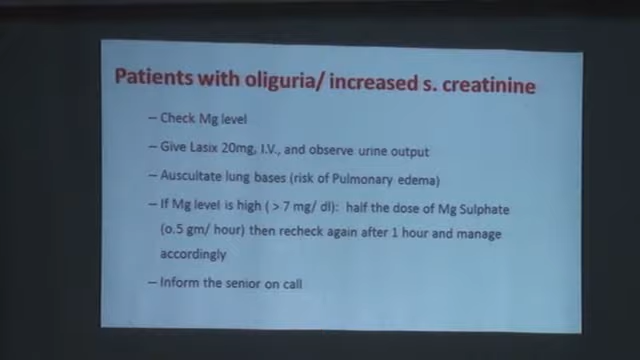 Patients with oliguria/ increased s. creatinine
– Check Mg level
– Give Lasix 20mg, I.V., and observe urine output
– Auscultate lung bases (risk of Pulmonary edema)
– If Mg level is high ( > 7 mg/ dl): half the dose of Mg Sulphate
(o.5 gm/ hour) then recheck again after 1 hour and manage
accordingly
– Inform the senior on call